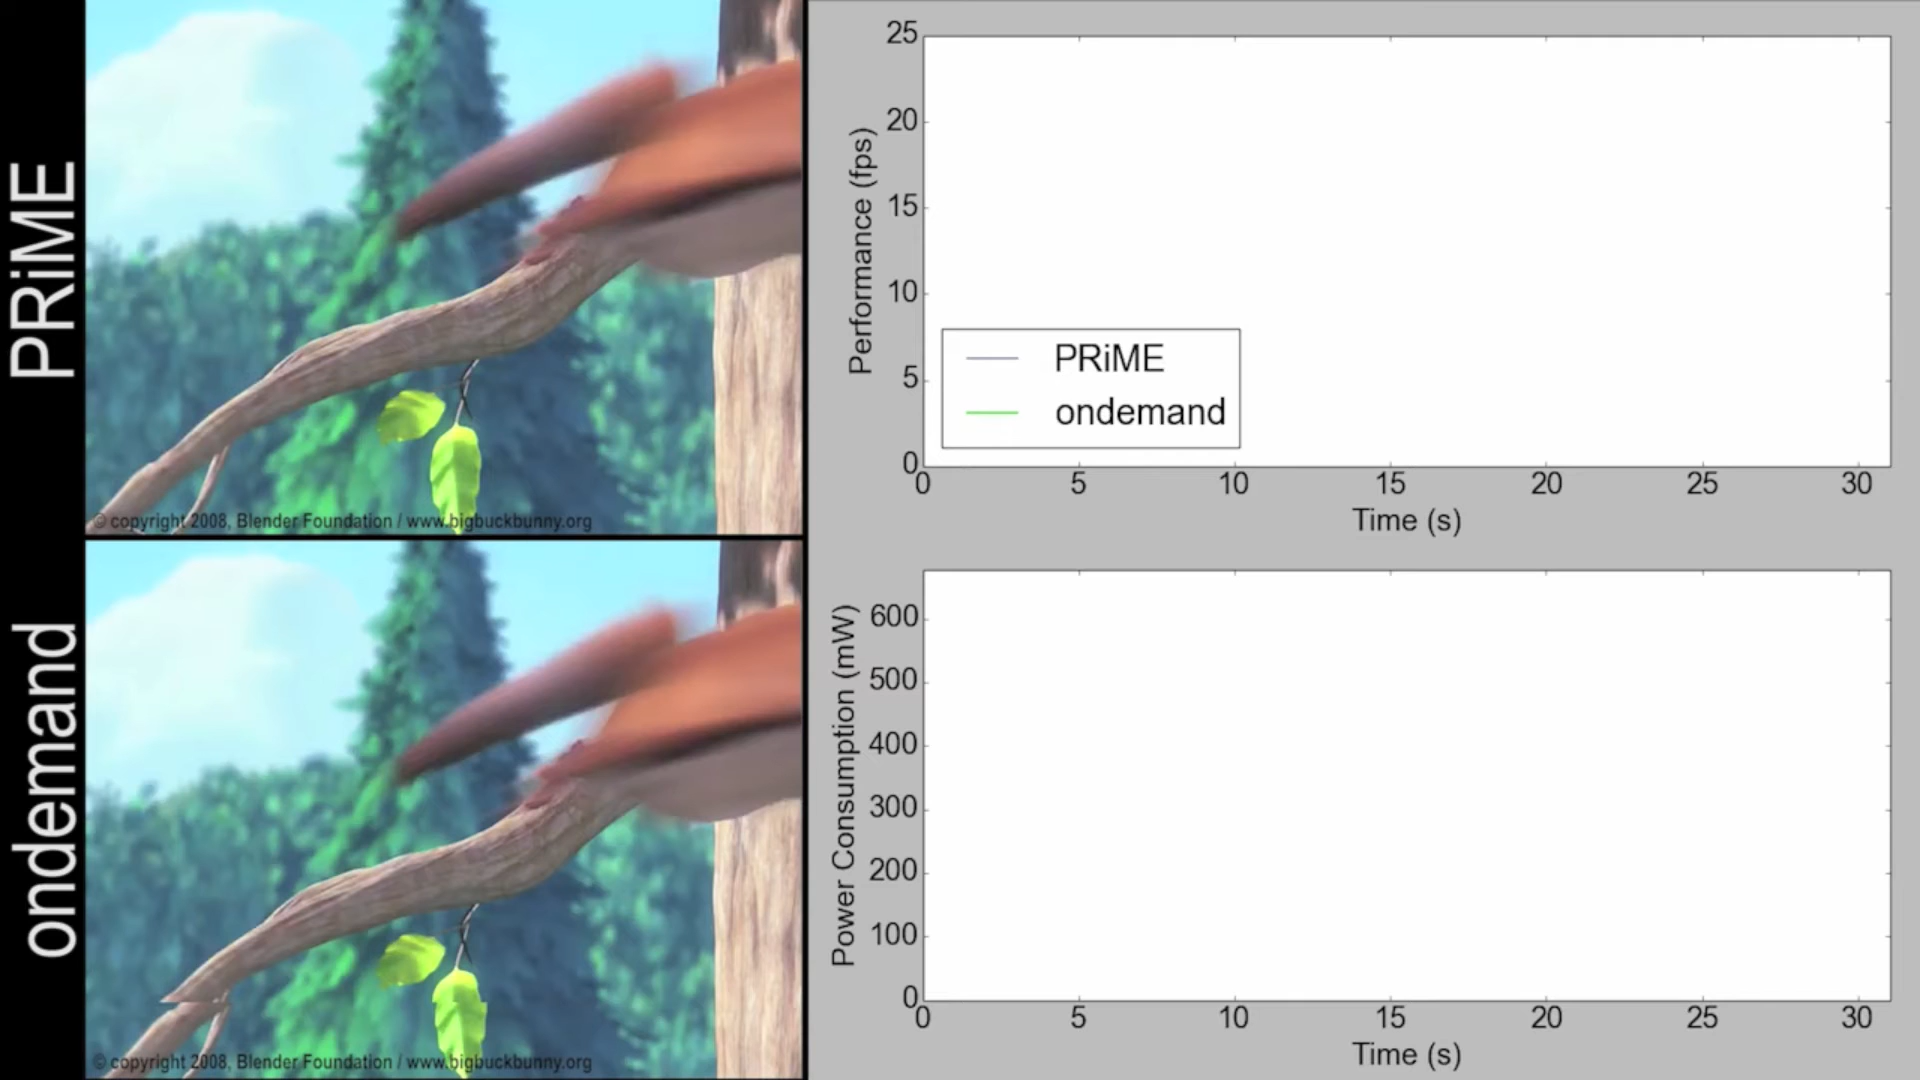 PRiME
© copyright 2008, Blender Foundation / www.bigbuckbunny.org
ondemand
© copyright 2008, Blender Foundation / www.bigbuckbunny.org
Performance (fps)
25
20
15
10
5
0
PRiME
ondemand
0 5 10 15 20 25 30
Time (s)
Power Consumption (mW)
600
500
400
300
200
100
0
0 5 10 15 20 25 30
Time (s)